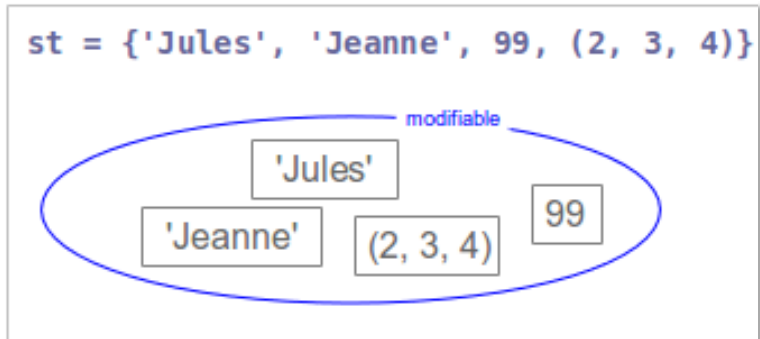 st = {'Jules', 'Jeanne', 99, (2, 3, 4)}
modifiable
'Jules'
99
'Jeanne'
(2, 3, 4)